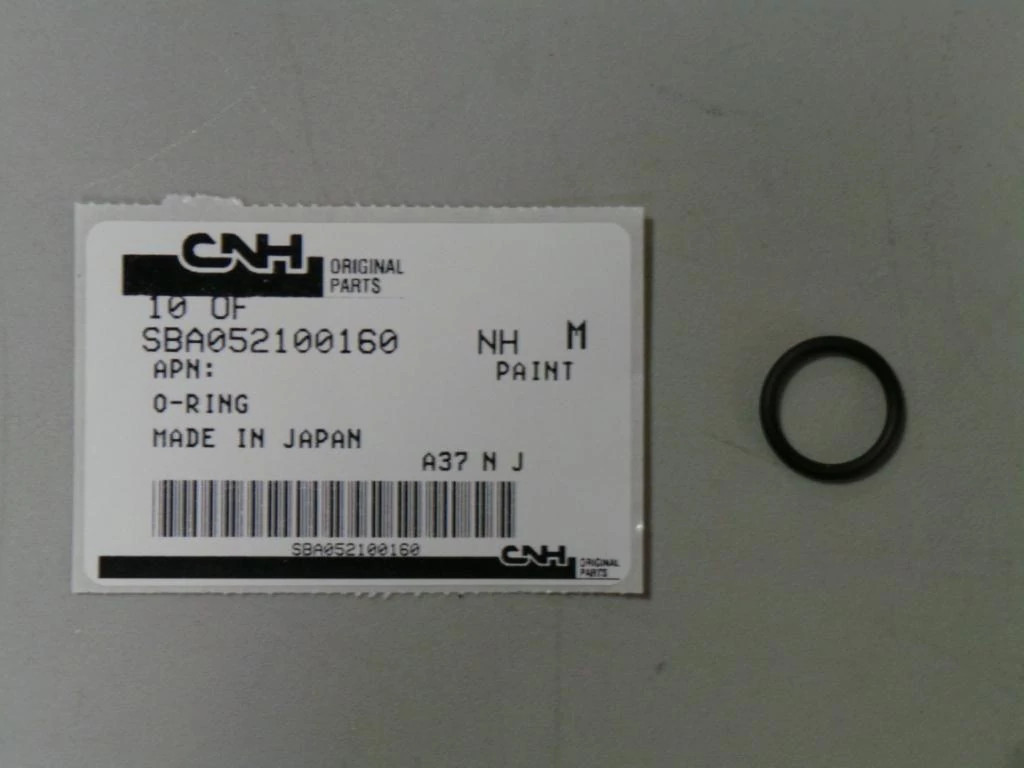 CNH ORIGINAL
PARTS
10 OF
SBA052100160 NH M
APN: PAINT
O-RING
MADE IN JAPAN
A37 N J
SBA052100160
CNH ORIGINAL
PARTS